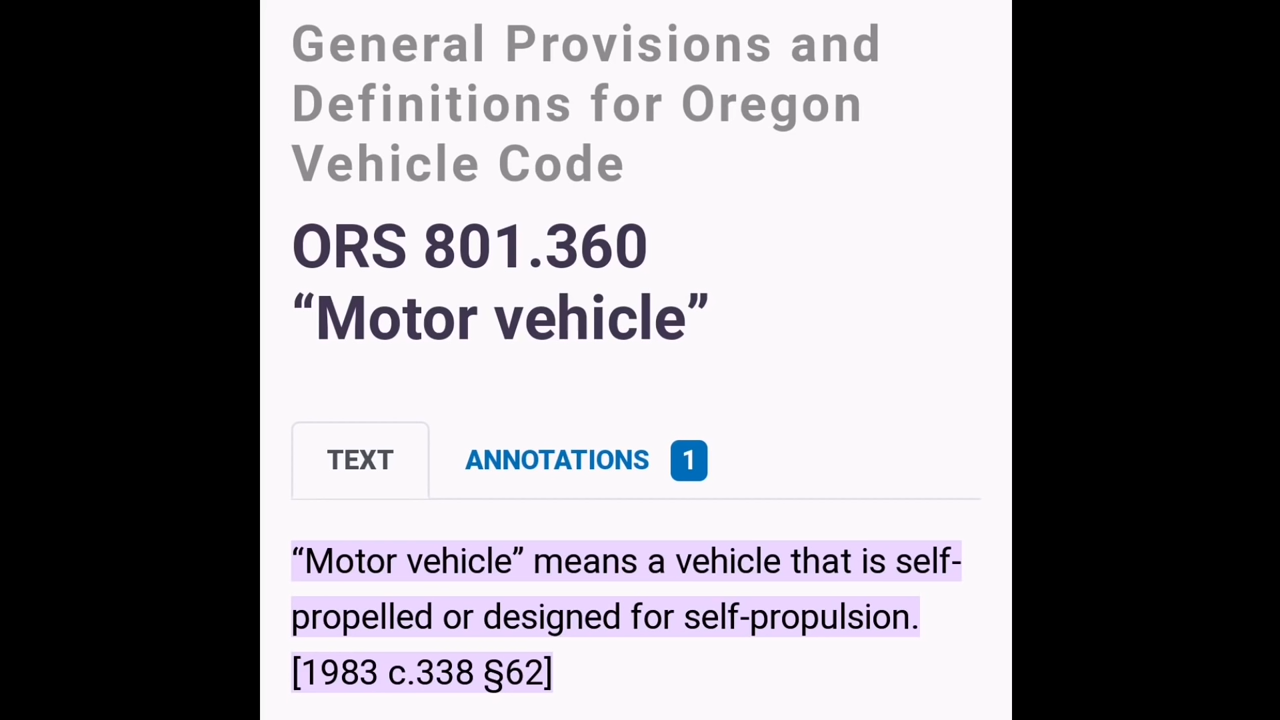 General Provisions and
Definitions for Oregon
Vehicle Code
ORS 801.360
“Motor vehicle”
TEXT
ANNOTATIONS 1
“Motor vehicle” means a vehicle that is self-
propelled or designed for self-propulsion.
[1983 c.338 §62]